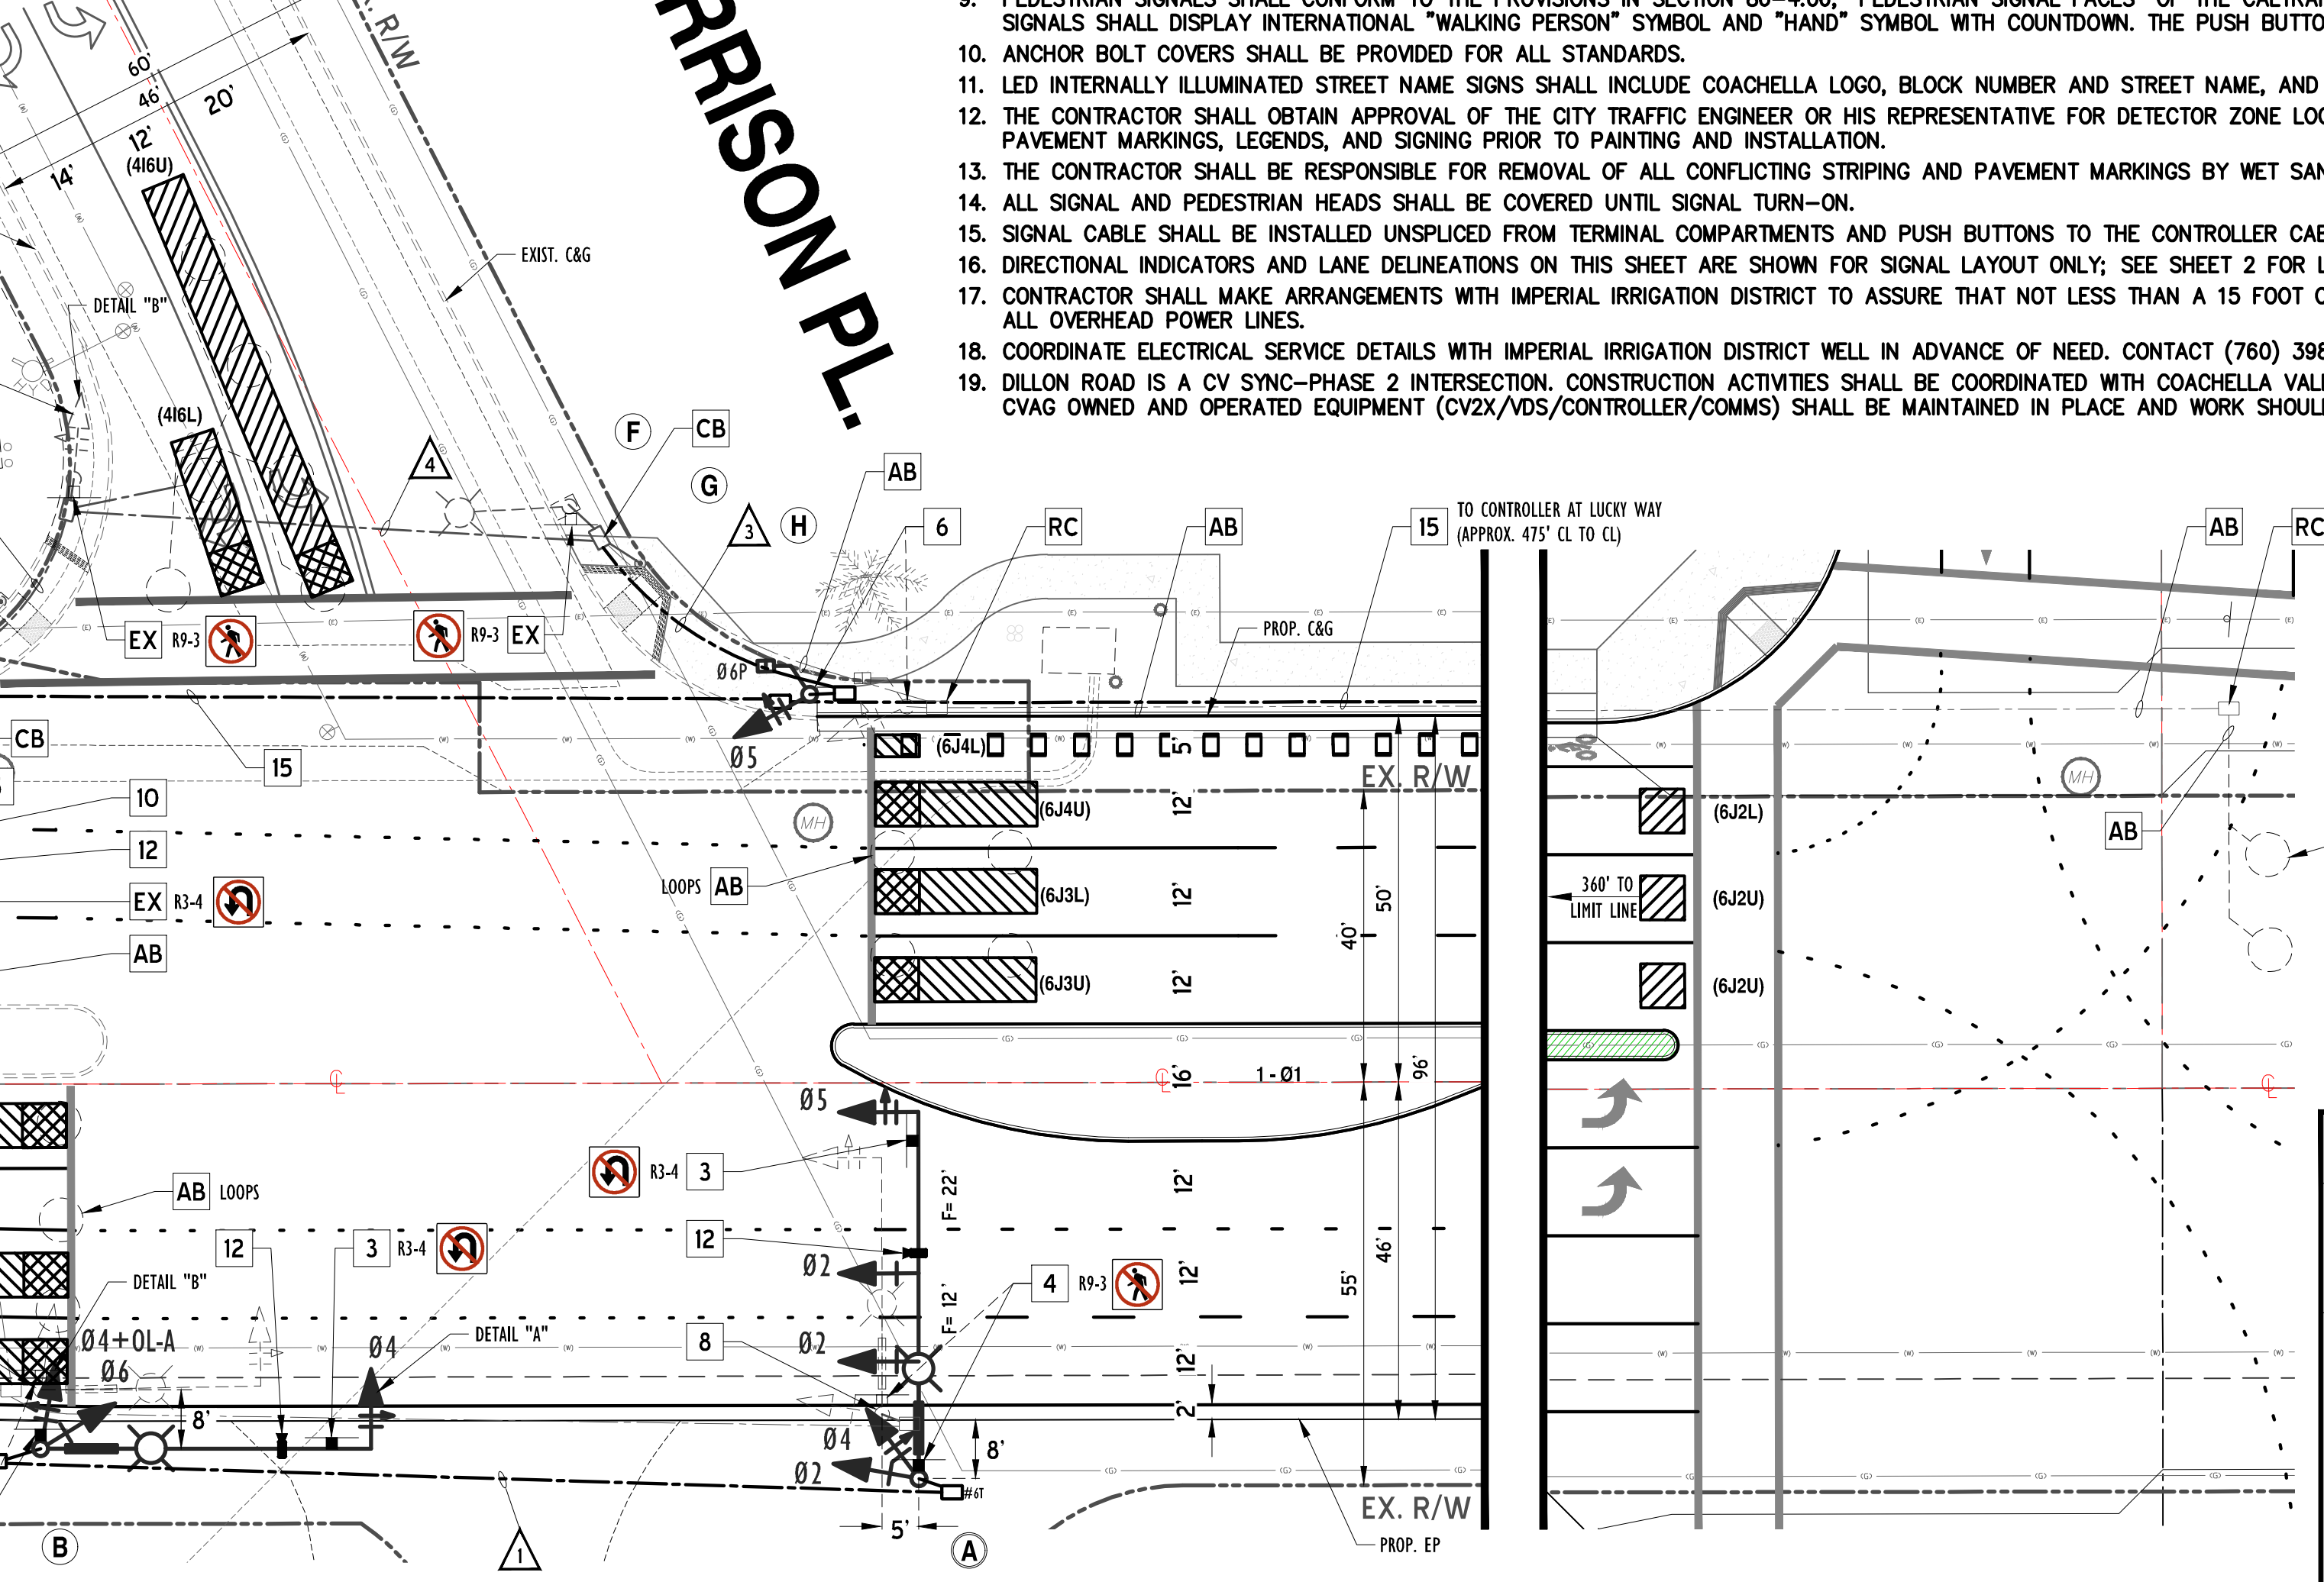 SIGNALS SHALL DISPLAY INTERNATIONAL "WALKING PERSON" SYMBOL AND "HAND" SYMBOL WITH COUNTDOWN. THE PUSH
10. ANCHOR BOLT COVERS SHALL BE PROVIDED FOR ALL STANDARDS.
11. LED INTERNALLY ILLUMINATED STREET NAME SIGNS SHALL INCLUDE COACHELLA LOGO, BLOCK NUMBER AND STREET NAME, AND
12. THE CONTRACTOR SHALL OBTAIN APPROVAL OF THE CITY TRAFFIC ENGINEER OR HIS REPRESENTATIVE FOR DETECTOR ZONE
PAVEMENT MARKINGS, LEGENDS, AND SIGNING PRIOR TO PAINTING AND INSTALLATION.
13. THE CONTRACTOR SHALL BE RESPONSIBLE FOR REMOVAL OF ALL CONFLICTING STRIPING AND PAVEMENT MARKINGS BY WET
14. ALL SIGNAL AND PEDESTRIAN HEADS SHALL BE COVERED UNTIL SIGNAL TURN-ON.
15. SIGNAL CABLE SHALL BE INSTALLED UNSPLICED FROM TERMINAL COMPARTMENTS AND PUSH BUTTONS TO THE CONTROLLER
16. DIRECTIONAL INDICATORS AND LANE DELINEATIONS ON THIS SHEET ARE SHOWN FOR SIGNAL LAYOUT ONLY; SEE SHEET 2 FOR
17. CONTRACTOR SHALL MAKE ARRANGEMENTS WITH IMPERIAL IRRIGATION DISTRICT TO ASSURE THAT NOT LESS THAN A 15 FOOT
ALL OVERHEAD POWER LINES.
18. COORDINATE ELECTRICAL SERVICE DETAILS WITH IMPERIAL IRRIGATION DISTRICT WELL IN ADVANCE OF NEED. CONTACT (760) 398
19. DILLON ROAD IS A CV SYNC-PHASE 2 INTERSECTION. CONSTRUCTION ACTIVITIES SHALL BE COORDINATED WITH COACHELLA
CVAG OWNED AND OPERATED EQUIPMENT (CV2X/VDS/CONTROLLER/COMMS) SHALL BE MAINTAINED IN PLACE AND WORK
RRISON PL.
R/W
60'
46'
20'
12'
(4I6U)
14'
EXIST. C&G
DETAIL "B"
HYD
(4I6L)
4
F
CB
G
3
H
AB
6
RC
AB
15
TO CONTROLLER AT LUCKY WAY
(APPROX. 475' CL TO CL)
AB
RC
EX
R9-3
R9-3
EX
PROP. C&G
Ø6P
CB
15
Ø5
(6J4L)
5'
EX. R/W
10
MH
(6J4U)
12'
(6J2L)
MH
12
AB
LOOPS
AB
EX
R3-4
(6J3L)
12'
40'
50'
360' TO
LIMIT LINE
(6J2U)
AB
(6J3U)
12'
(6J2U)
16'
1-Ø1
96'
Ø5
R3-4
3
AB
LOOPS
F= 22'
12'
12
3
R3-4
12
Ø2
46'
DETAIL "B"
4
R9-3
12'
55'
F= 12'
Ø4+OL-A
Ø6
Ø4
DETAIL "A"
8
Ø2
12'
8'
2'
Ø4
8'
Ø2
#6T
5'
EX. R/W
B
1
A
PROP. EP